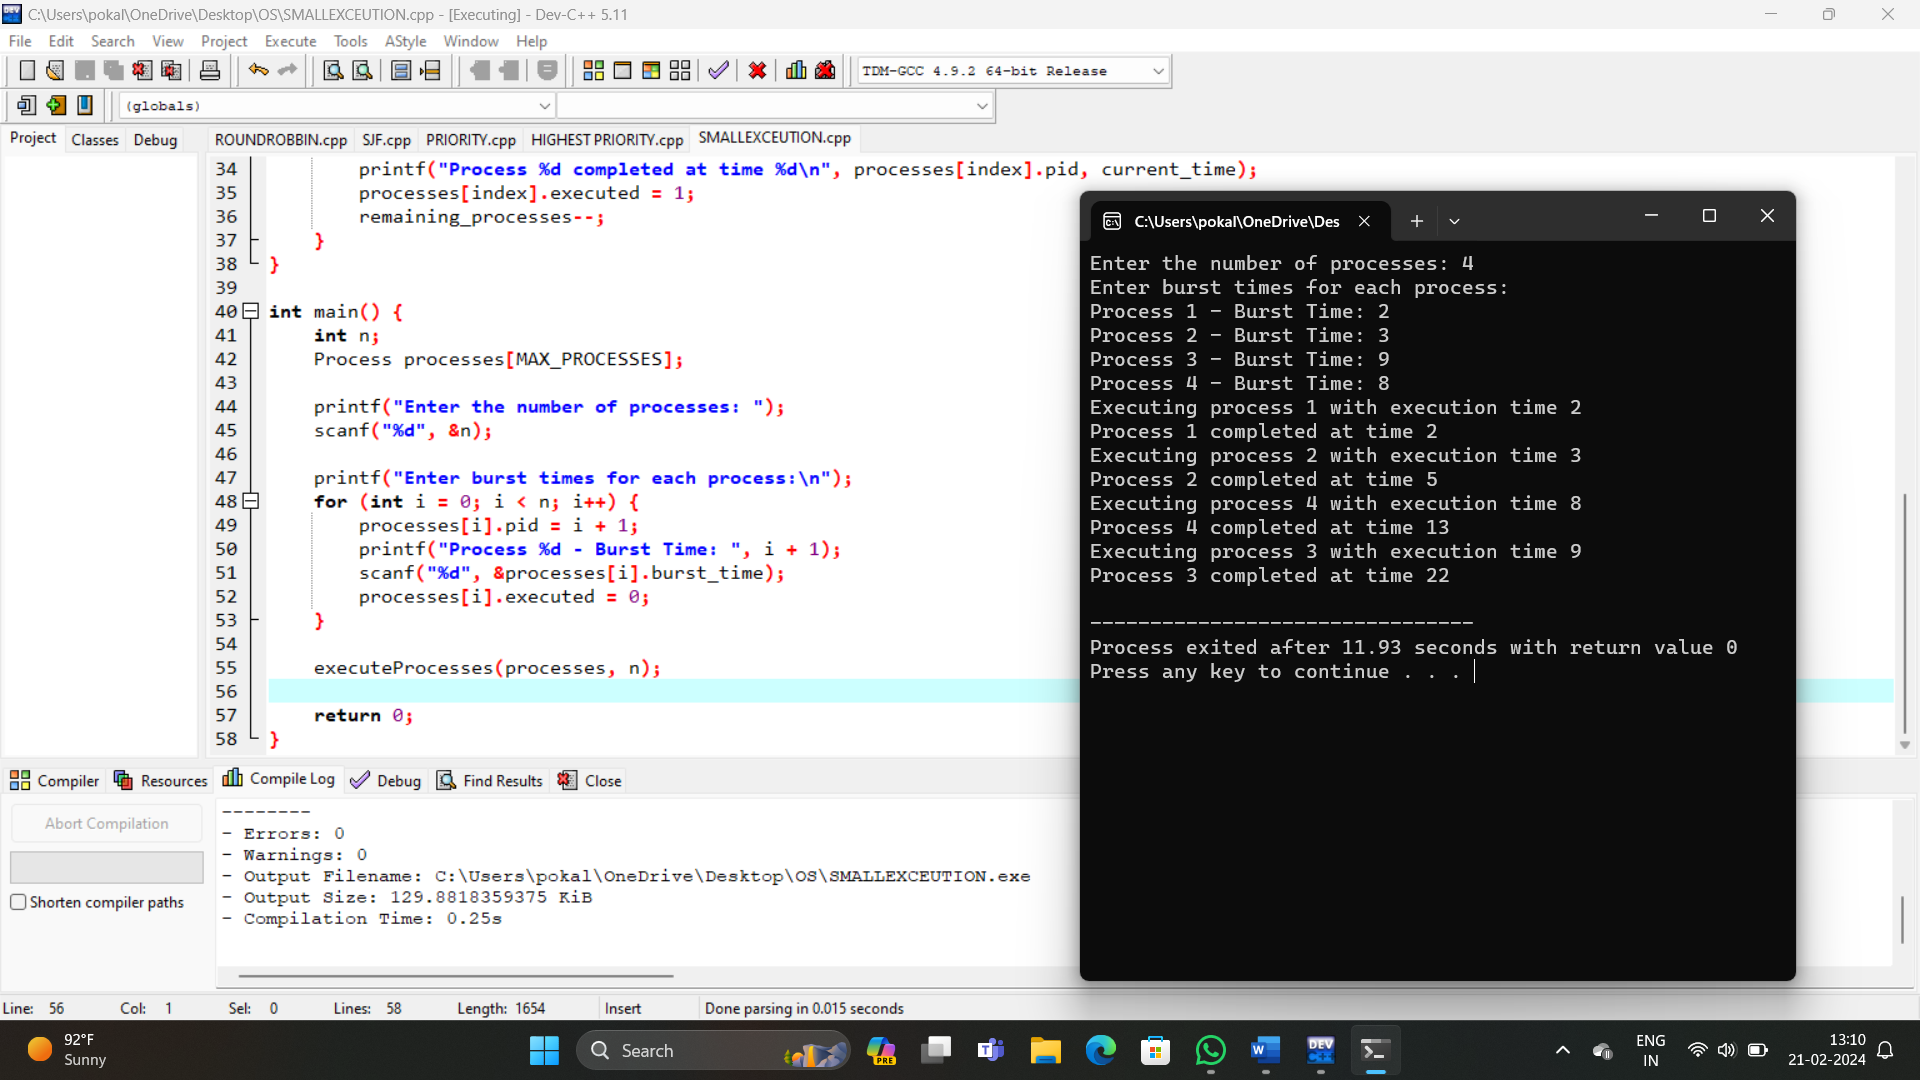 C:\Users\pokal\OneDrive\Desktop\OS\SMALLEXCEUTION.cpp - [Executing] - Dev-C++ 5.11
File Edit Search View Project Execute Tools AStyle Window Help
TDM-GCC 4.9.2 64-bit Release
(globals)
Project Classes Debug
ROUNDROBBIN.cpp SJF.cpp PRIORITY.cpp HIGHEST PRIORITY.cpp SMALLEXCEUTION.cpp
34 printf("Process %d completed at time %d\n", processes[index].pid, current_time);
35 processes[index].executed = 1;
36 remaining_processes--;
37 }
38 }
39
40 int main() {
41 int n;
42 Process processes[MAX_PROCESSES];
43
44 printf("Enter the number of processes: ");
45 scanf("%d", &n);
46
47 printf("Enter burst times for each process:\n");
48 for (int i = 0; i < n; i++) {
49 processes[i].pid = i + 1;
50 printf("Process %d - Burst Time: ", i + 1);
51 scanf("%d", &processes[i].burst_time);
52 processes[i].executed = 0;
53 }
54
55 executeProcesses(processes, n);
56
57 return 0;
58 }
C:\Users\pokal\OneDrive\Des
Enter the number of processes: 4
Enter burst times for each process:
Process 1 - Burst Time: 2
Process 2 - Burst Time: 3
Process 3 - Burst Time: 9
Process 4 - Burst Time: 8
Executing process 1 with execution time 2
Process 1 completed at time 2
Executing process 2 with execution time 3
Process 2 completed at time 5
Executing process 4 with execution time 8
Process 4 completed at time 13
Executing process 3 with execution time 9
Process 3 completed at time 22
--------------------------------
Process exited after 11.93 seconds with return value 0
Press any key to continue . . .
Compiler Resources Compile Log Debug Find Results Close
Abort Compilation
Shorten compiler paths
--------
- Errors: 0
- Warnings: 0
- Output Filename: C:\Users\pokal\OneDrive\Desktop\OS\SMALLEXCEUTION.exe
- Output Size: 129.8818359375 KiB
- Compilation Time: 0.25s
Line: 56 Col: 1 Sel: 0 Lines: 58 Length: 1654 Insert Done parsing in 0.015 seconds
92°F
Sunny
Search
PRE
DEV
ENG
IN
13:10
21-02-2024